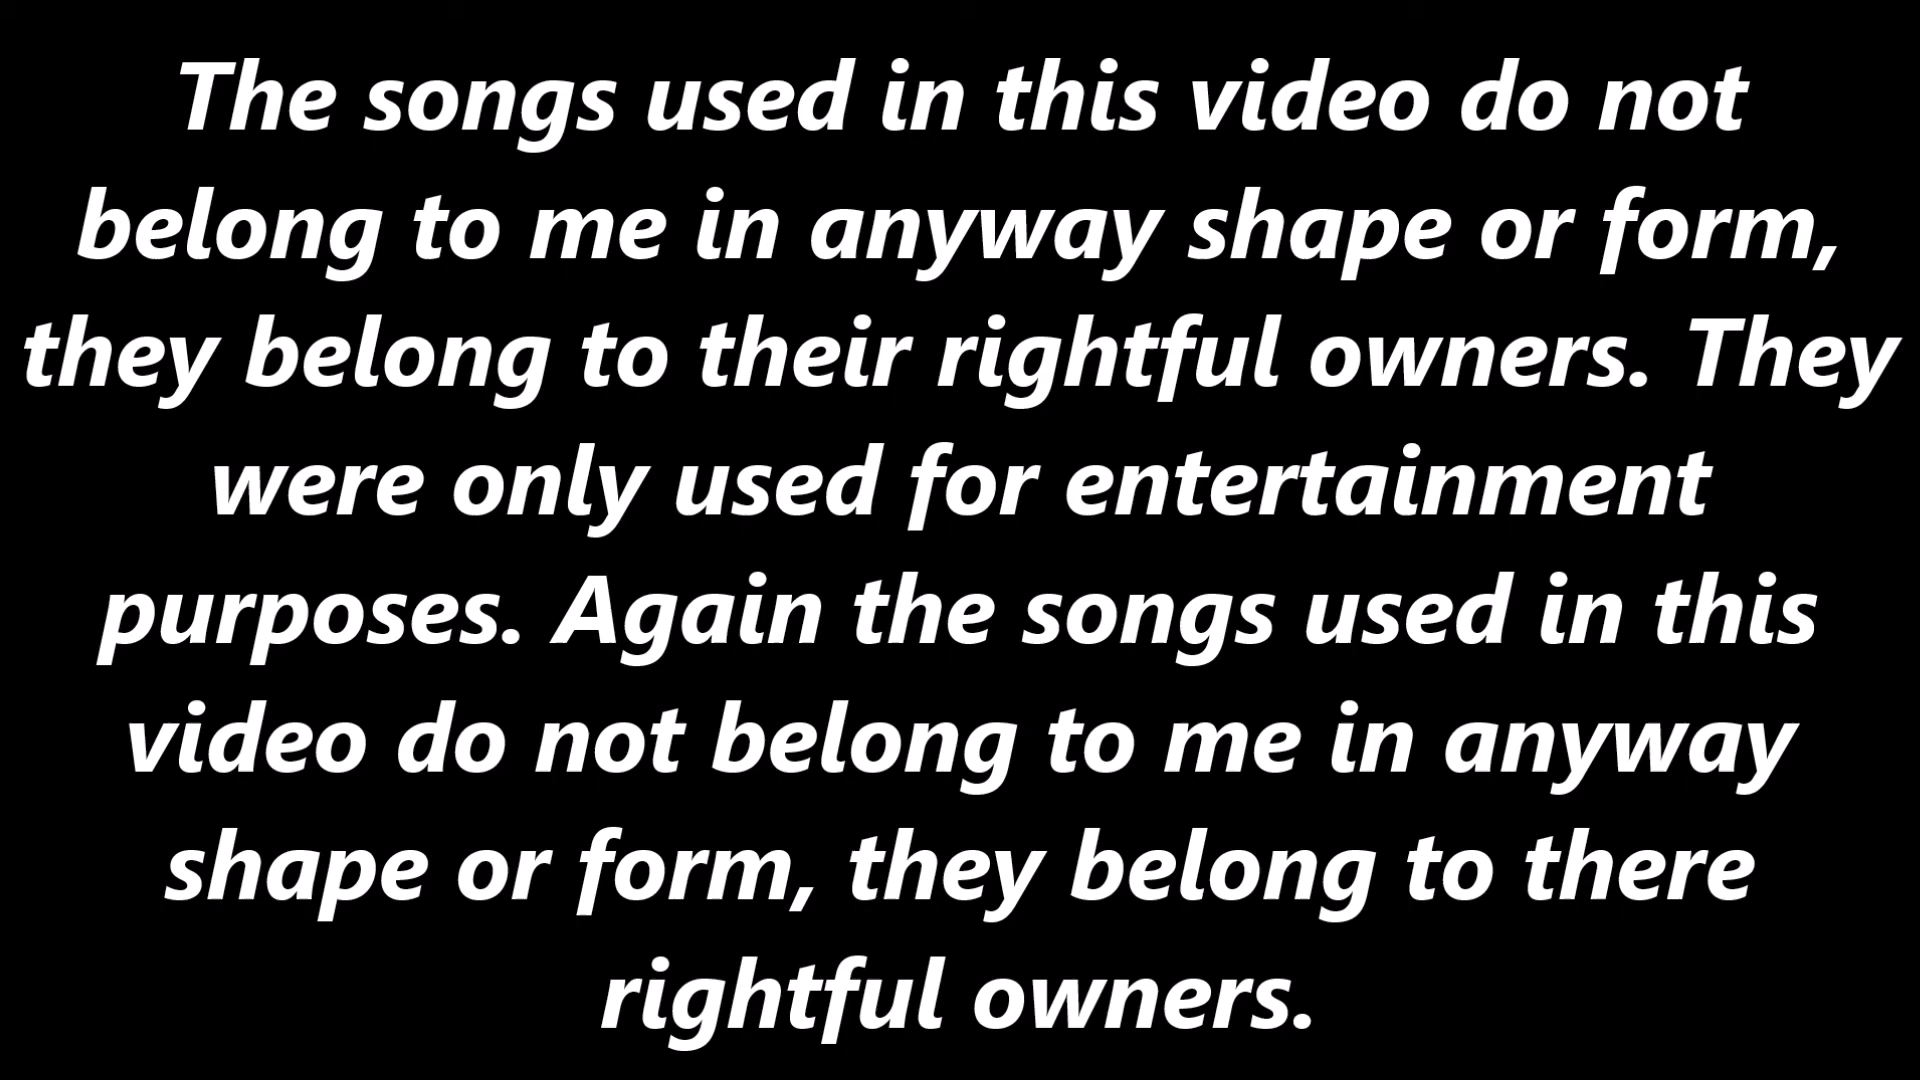 The songs used in this video do not
belong to me in anyway shape or form,
they belong to their rightful owners. They
were only used for entertainment
purposes. Again the songs used in this
video do not belong to me in anyway
shape or form, they belong to there
rightful owners.